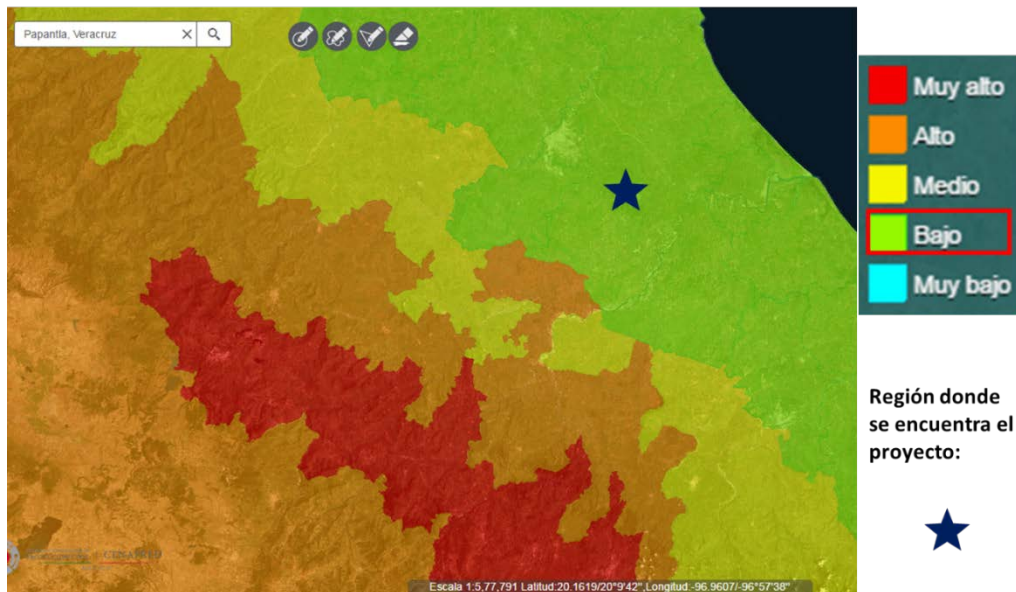 Papantla, Veracruz
Muy alto
Alto
Medio
Bajo
Muy bajo
Región donde
se encuentra el
proyecto:
Escala 1:5,77,791 Latitud:20.1619/20°9'42",Longitud:-96.9607/-96°57'38"